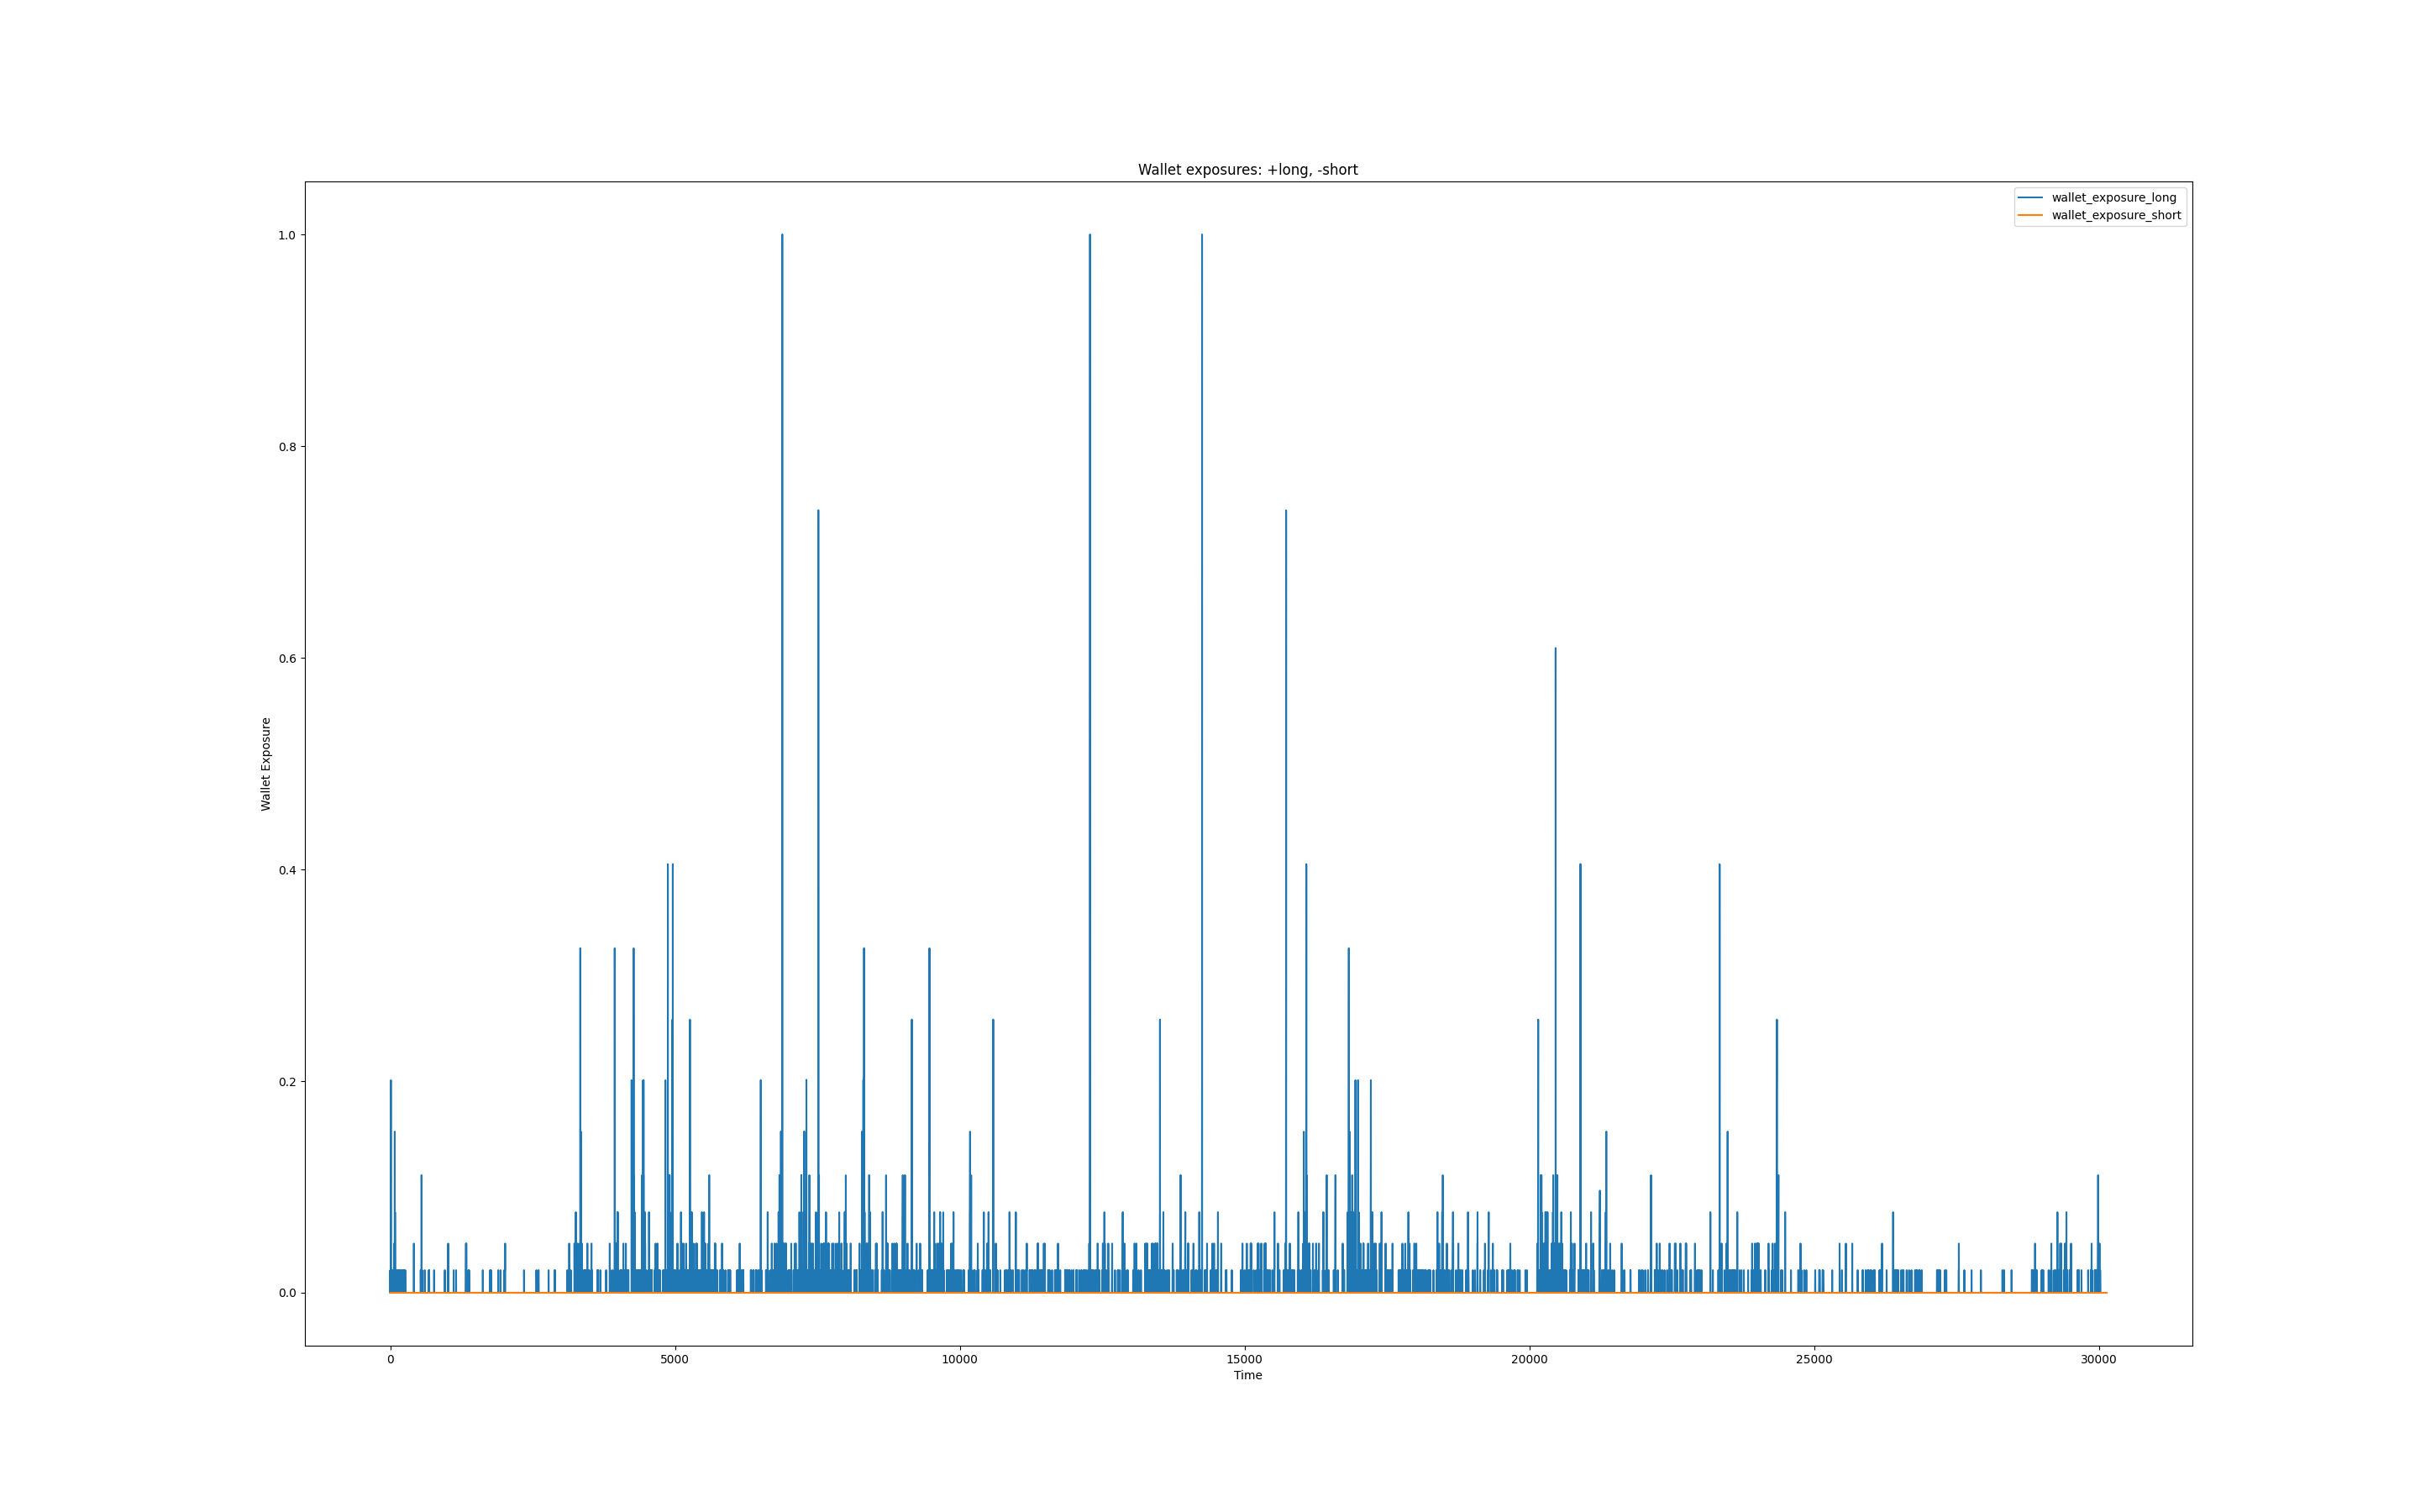 Wallet exposures: +long, -short
wallet_exposure_long
wallet_exposure_short
1.0
0.8
0.6
0.4
0.2
0.0
Wallet Exposure
0 5000 10000 15000 20000 25000 30000
Time